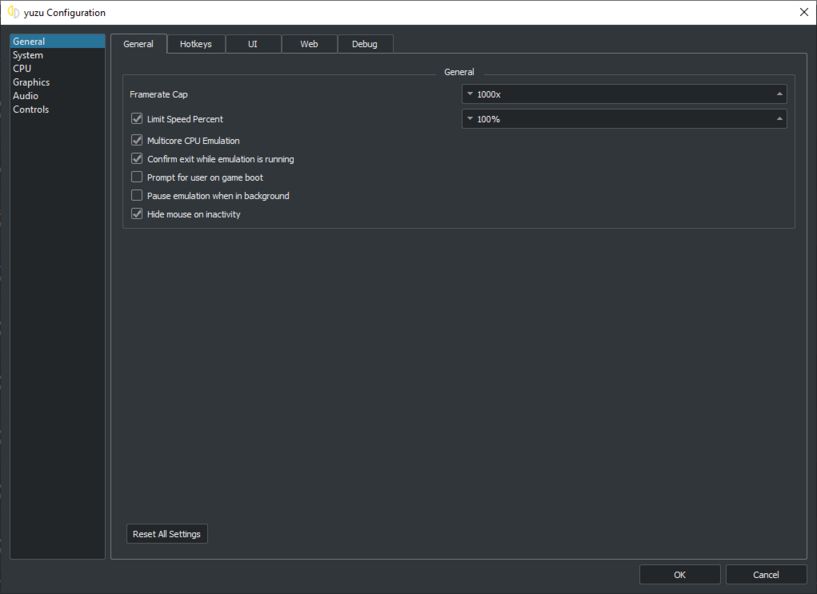 yuzu Configuration
General
System
CPU
Graphics
Audio
Controls
General Hotkeys UI Web Debug
General
Framerate Cap 1000x
Limit Speed Percent 100%
Multicore CPU Emulation
Confirm exit while emulation is running
Prompt for user on game boot
Pause emulation when in background
Hide mouse on inactivity
Reset All Settings
OK Cancel